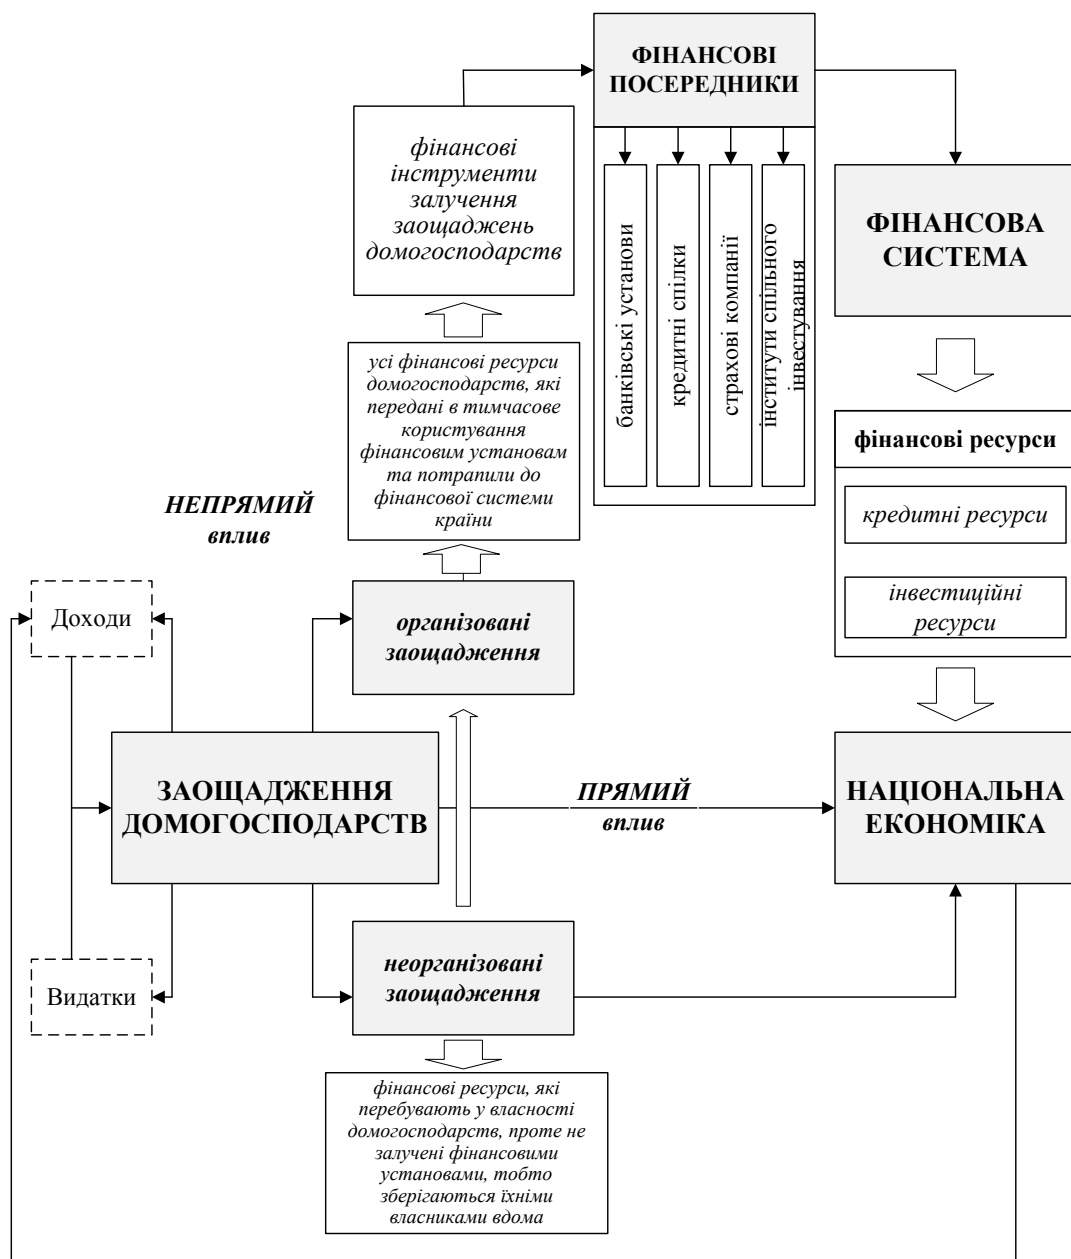 ФІНАНСОВІ
ПОСЕРЕДНИКИ
фінансові
інструменти
залучення
заощаджень
домогосподарств
банківські установи
кредитні спілки
страхові компанії
інститути спільного
інвестування
ФІНАНСОВА
СИСТЕМА
усі фінансові ресурси
домогосподарств, які
передані в тимчасове
користування
фінансовим установам
та потрапили до
фінансової системи
країни
фінансові ресурси
кредитні ресурси
інвестиційні
ресурси
НЕПРЯМИЙ
вплив
Доходи
організовані
заощадження
ЗАОЩАДЖЕННЯ
ДОМОГОСПОДАРСТВ
ПРЯМИЙ
вплив
НАЦІОНАЛЬНА
ЕКОНОМІКА
Видатки
неорганізовані
заощадження
фінансові ресурси, які
перебувають у власності
домогосподарств, проте не
залучені фінансовими
установами, тобто
зберігаються їхніми
власниками вдома